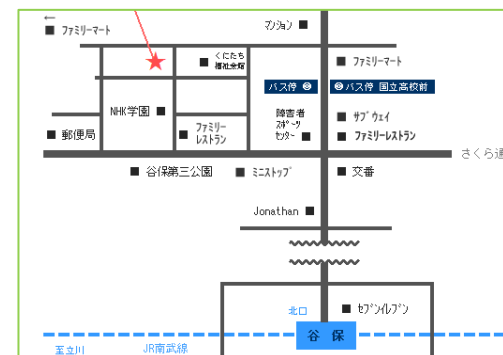 ←
ファミリーマート
マンション
くにたち
福祉会館
ファミリーマート
バス停 ❷
❷バス停 国立高校前
NHK学園
障害者
スポーツ
センター
サブウェイ
郵便局
ファミリー
レストラン
ファミリーレストラン
さくら通
谷保第三公園
ミニストップ
交番
Jonathan
北口
セブンイレブン
谷 保
至立川
JR南武線